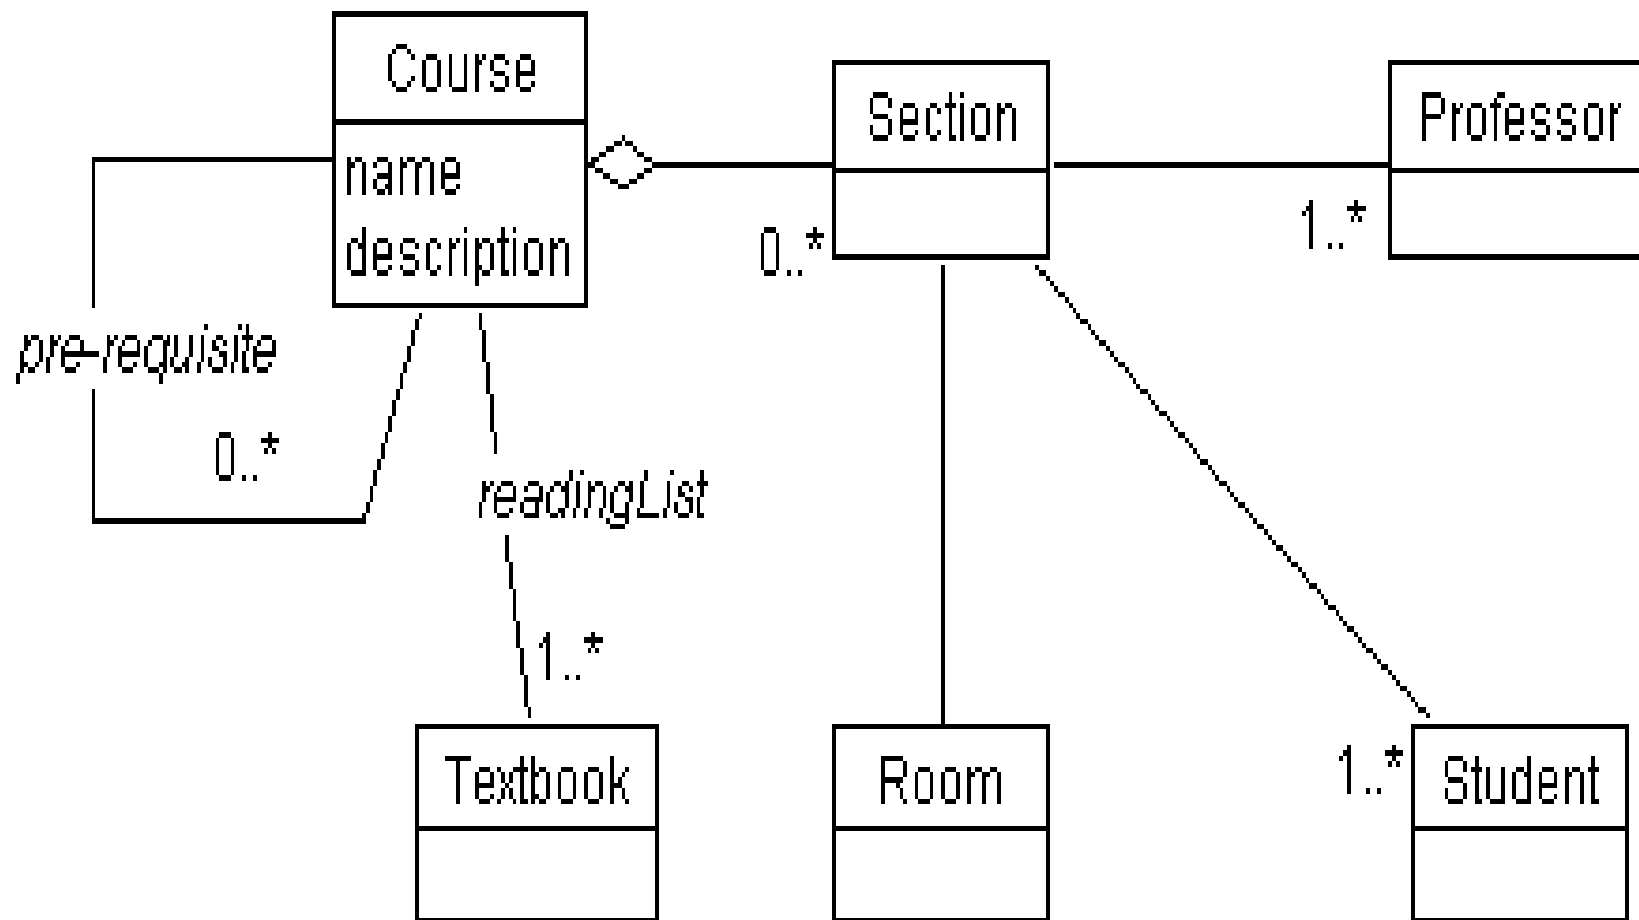 Course
name
description
Section
Professor
0..*
1..*
pre-requisite
0..*
readingList
1..*
Textbook
Room
1..*
Student